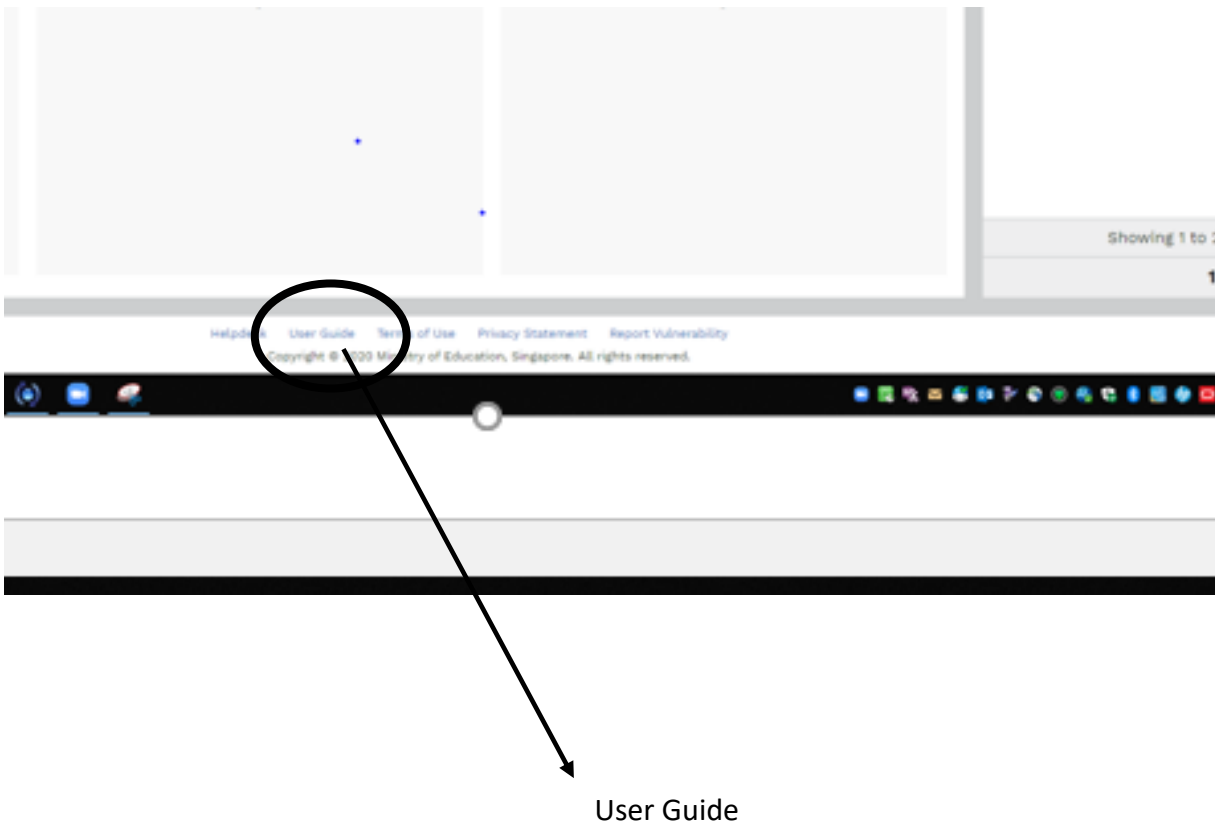 Showing 1 to
1
Helpdesk User Guide Terms of Use Privacy Statement Report Vulnerability
Copyright © 2020 Ministry of Education, Singapore. All rights reserved.
User Guide